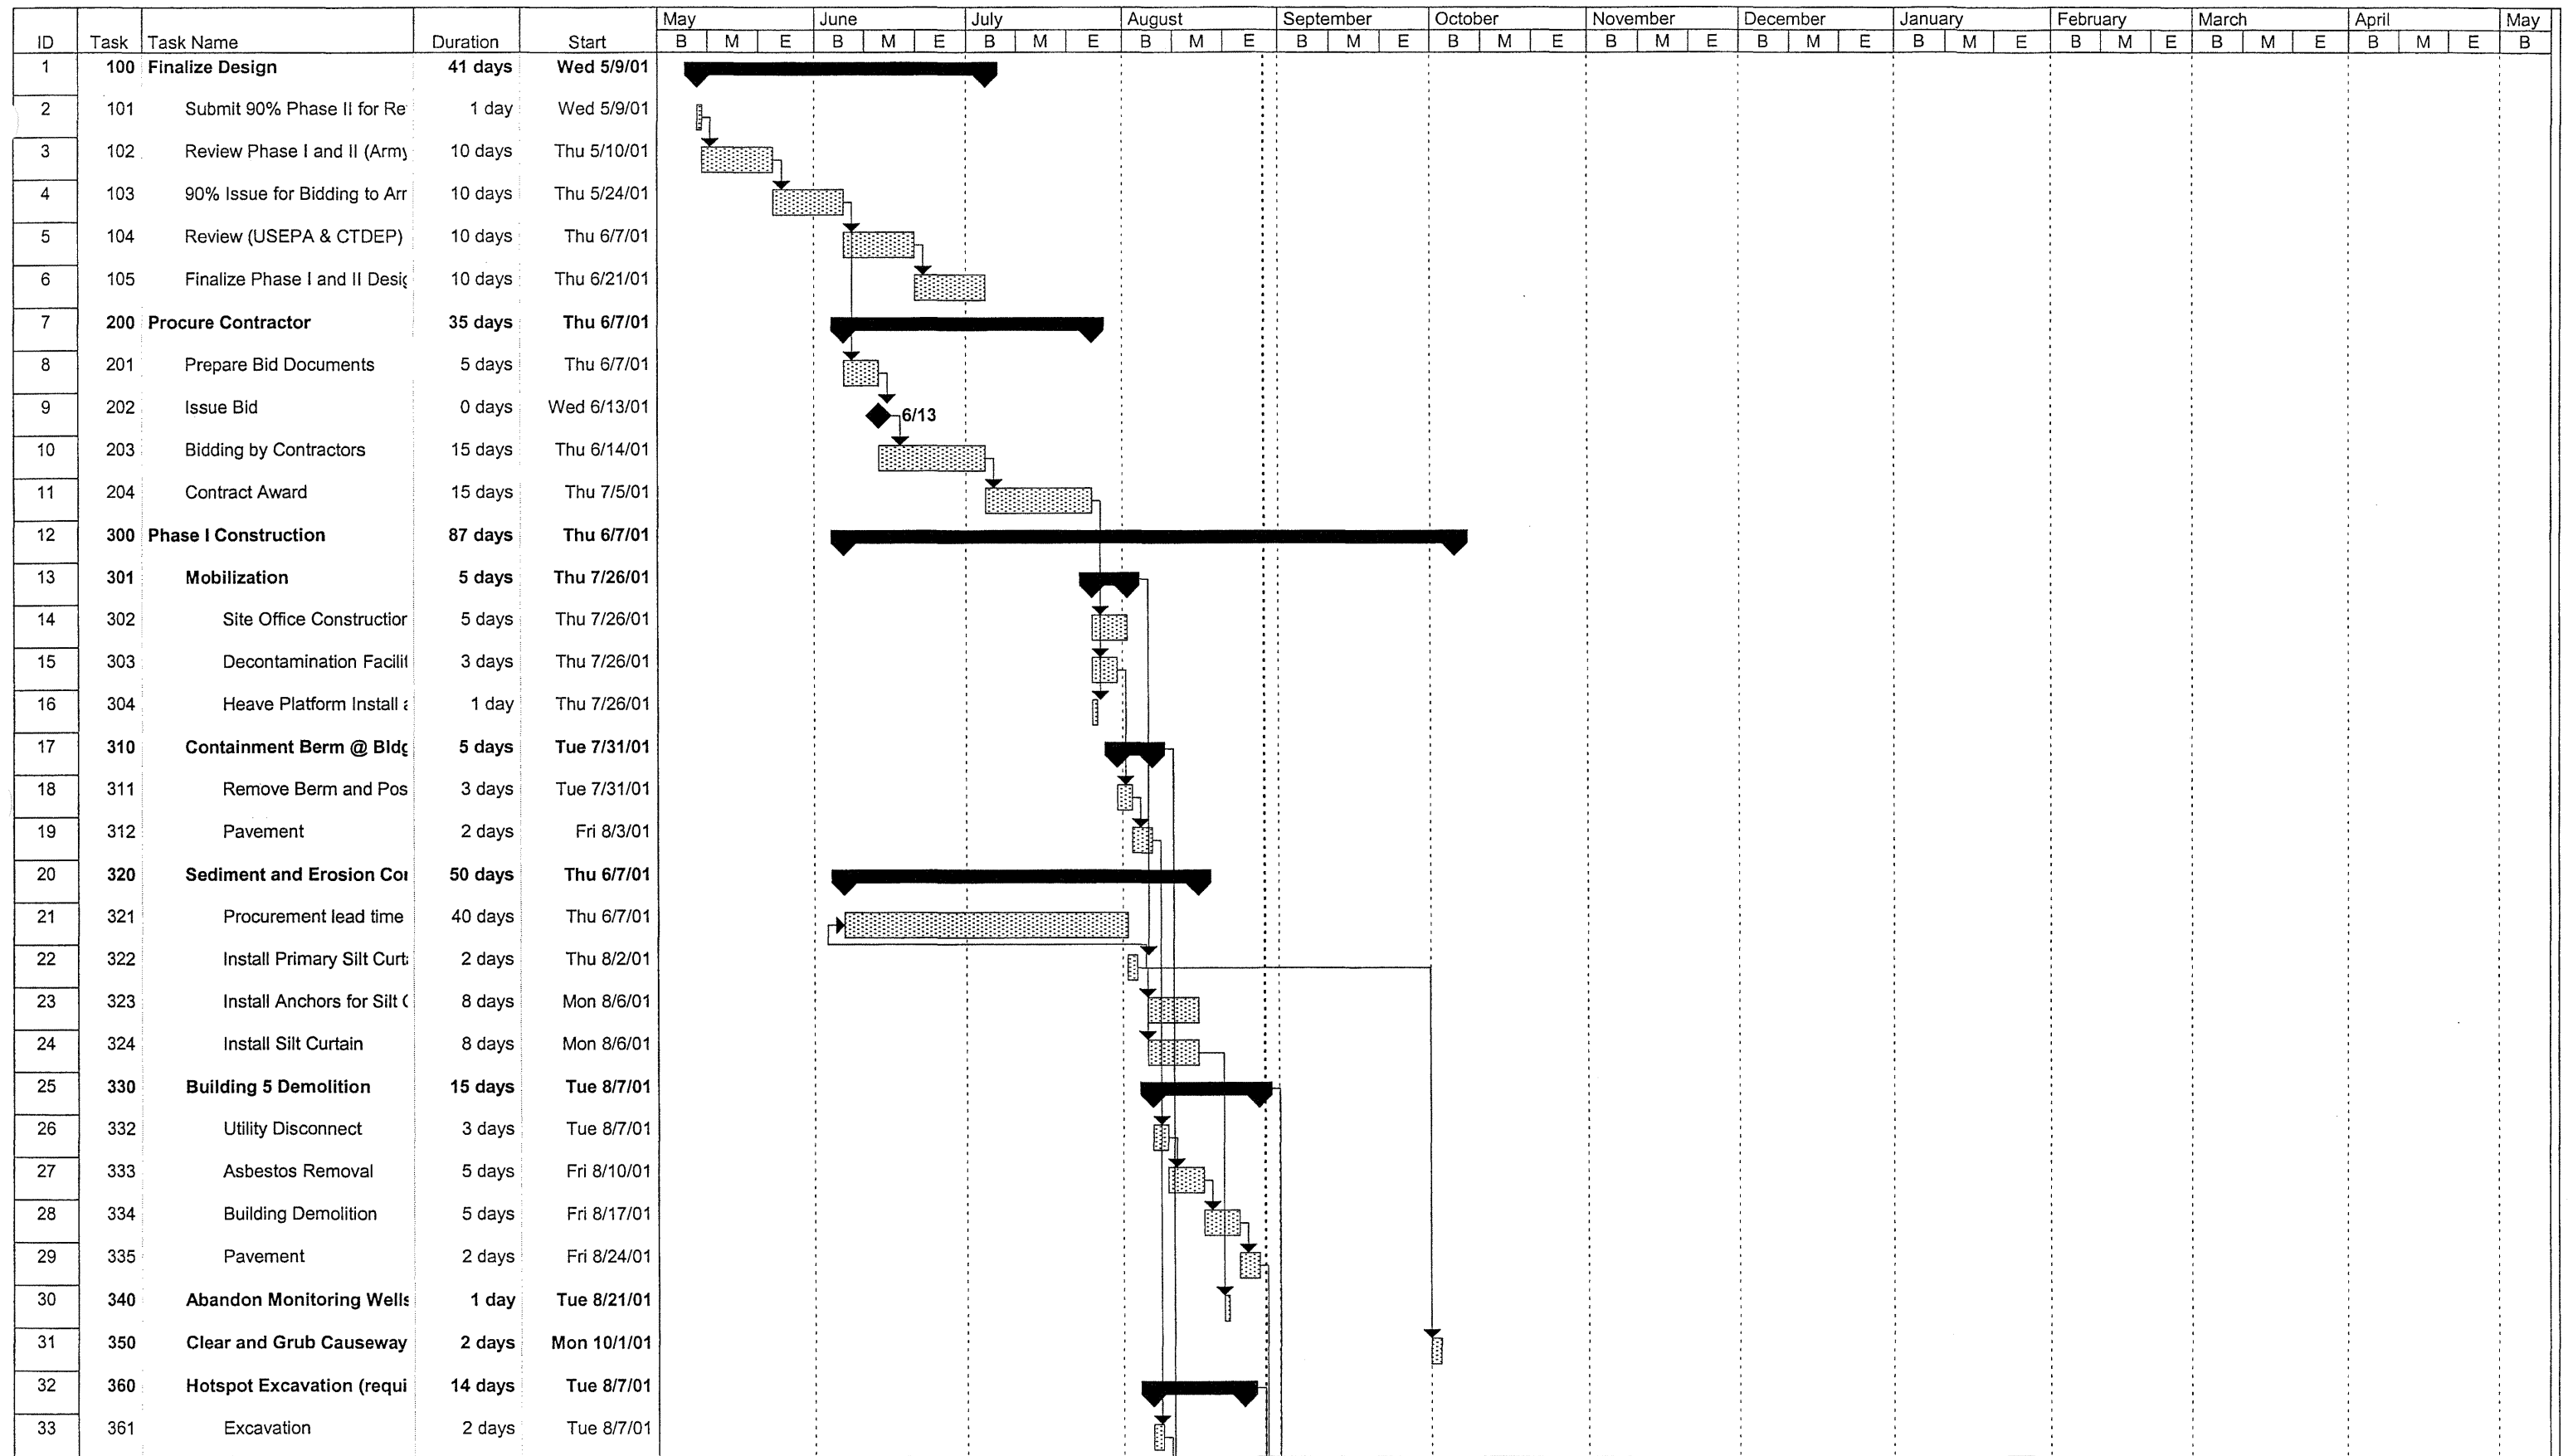 May June July August September October November December January February March April May
ID Task Task Name Duration Start B M E B M E B M E B M E B M E B M E B M E B M E B M E B M E B M E B M E B
1 100 Finalize Design 41 days Wed 5/9/01
2 101 Submit 90% Phase II for Re 1 day Wed 5/9/01
3 102 Review Phase I and II (Army 10 days Thu 5/10/01
4 103 90% Issue for Bidding to Arr 10 days Thu 5/24/01
5 104 Review (USEPA & CTDEP) 10 days Thu 6/7/01
6 105 Finalize Phase I and II Desig 10 days Thu 6/21/01
7 200 Procure Contractor 35 days Thu 6/7/01
8 201 Prepare Bid Documents 5 days Thu 6/7/01
9 202 Issue Bid 0 days Wed 6/13/01 6/13
10 203 Bidding by Contractors 15 days Thu 6/14/01
11 204 Contract Award 15 days Thu 7/5/01
12 300 Phase I Construction 87 days Thu 6/7/01
13 301 Mobilization 5 days Thu 7/26/01
14 302 Site Office Construction 5 days Thu 7/26/01
15 303 Decontamination Facilit 3 days Thu 7/26/01
16 304 Heave Platform Install a 1 day Thu 7/26/01
17 310 Containment Berm @ Bldg 5 days Tue 7/31/01
18 311 Remove Berm and Pos 3 days Tue 7/31/01
19 312 Pavement 2 days Fri 8/3/01
20 320 Sediment and Erosion Con 50 days Thu 6/7/01
21 321 Procurement lead time 40 days Thu 6/7/01
22 322 Install Primary Silt Curta 2 days Thu 8/2/01
23 323 Install Anchors for Silt C 8 days Mon 8/6/01
24 324 Install Silt Curtain 8 days Mon 8/6/01
25 330 Building 5 Demolition 15 days Tue 8/7/01
26 332 Utility Disconnect 3 days Tue 8/7/01
27 333 Asbestos Removal 5 days Fri 8/10/01
28 334 Building Demolition 5 days Fri 8/17/01
29 335 Pavement 2 days Fri 8/24/01
30 340 Abandon Monitoring Wells 1 day Tue 8/21/01
31 350 Clear and Grub Causeway 2 days Mon 10/1/01
32 360 Hotspot Excavation (requi 14 days Tue 8/7/01
33 361 Excavation 2 days Tue 8/7/01